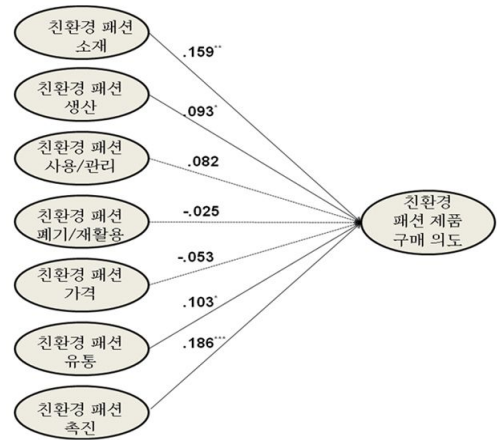 친환경 패션
소재
.159**
친환경 패션
생산
.093*
친환경 패션
사용/관리
.082
친환경 패션
폐기/재활용
-.025
친환경 패션
가격
-.053
친환경 패션
유통
.103*
친환경 패션
촉진
.186***
친환경
패션 제품
구매 의도